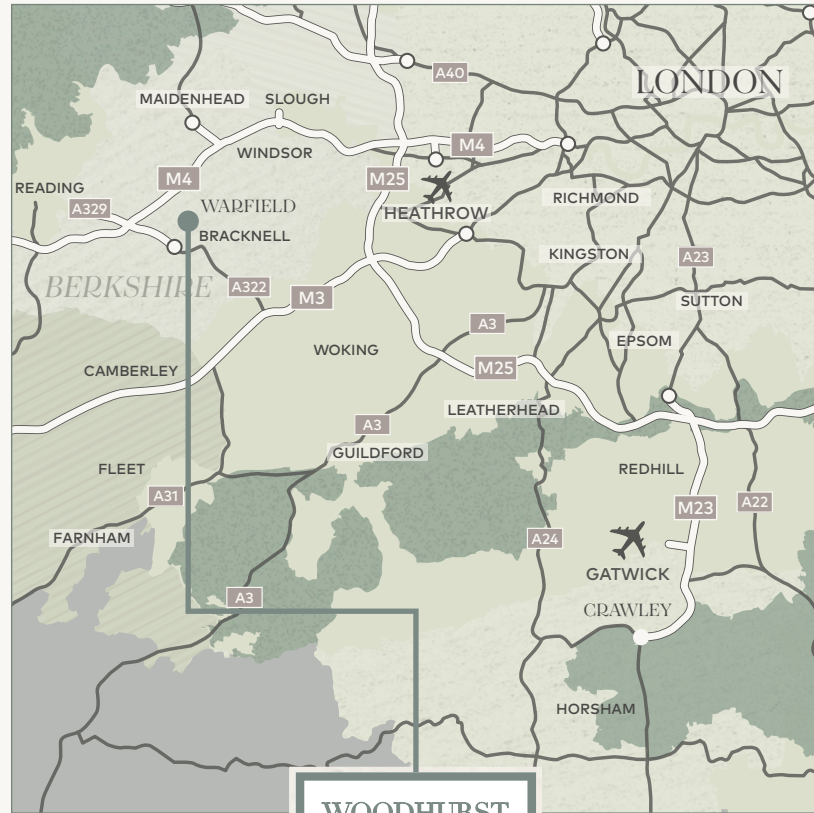 A40
LONDON
MAIDENHEAD
SLOUGH
M4
WINDSOR
M4
M25
READING
HEATHROW
RICHMOND
A329
WARFIELD
BRACKNELL
KINGSTON
A23
BERKSHIRE
A322
M3
SUTTON
A3
EPSOM
WOKING
M25
CAMBERLEY
LEATHERHEAD
A3
GUILDFORD
FLEET
REDHILL
A31
M23
A22
FARNHAM
A24
GATWICK
A3
CRAWLEY
HORSHAM
WOODHURST